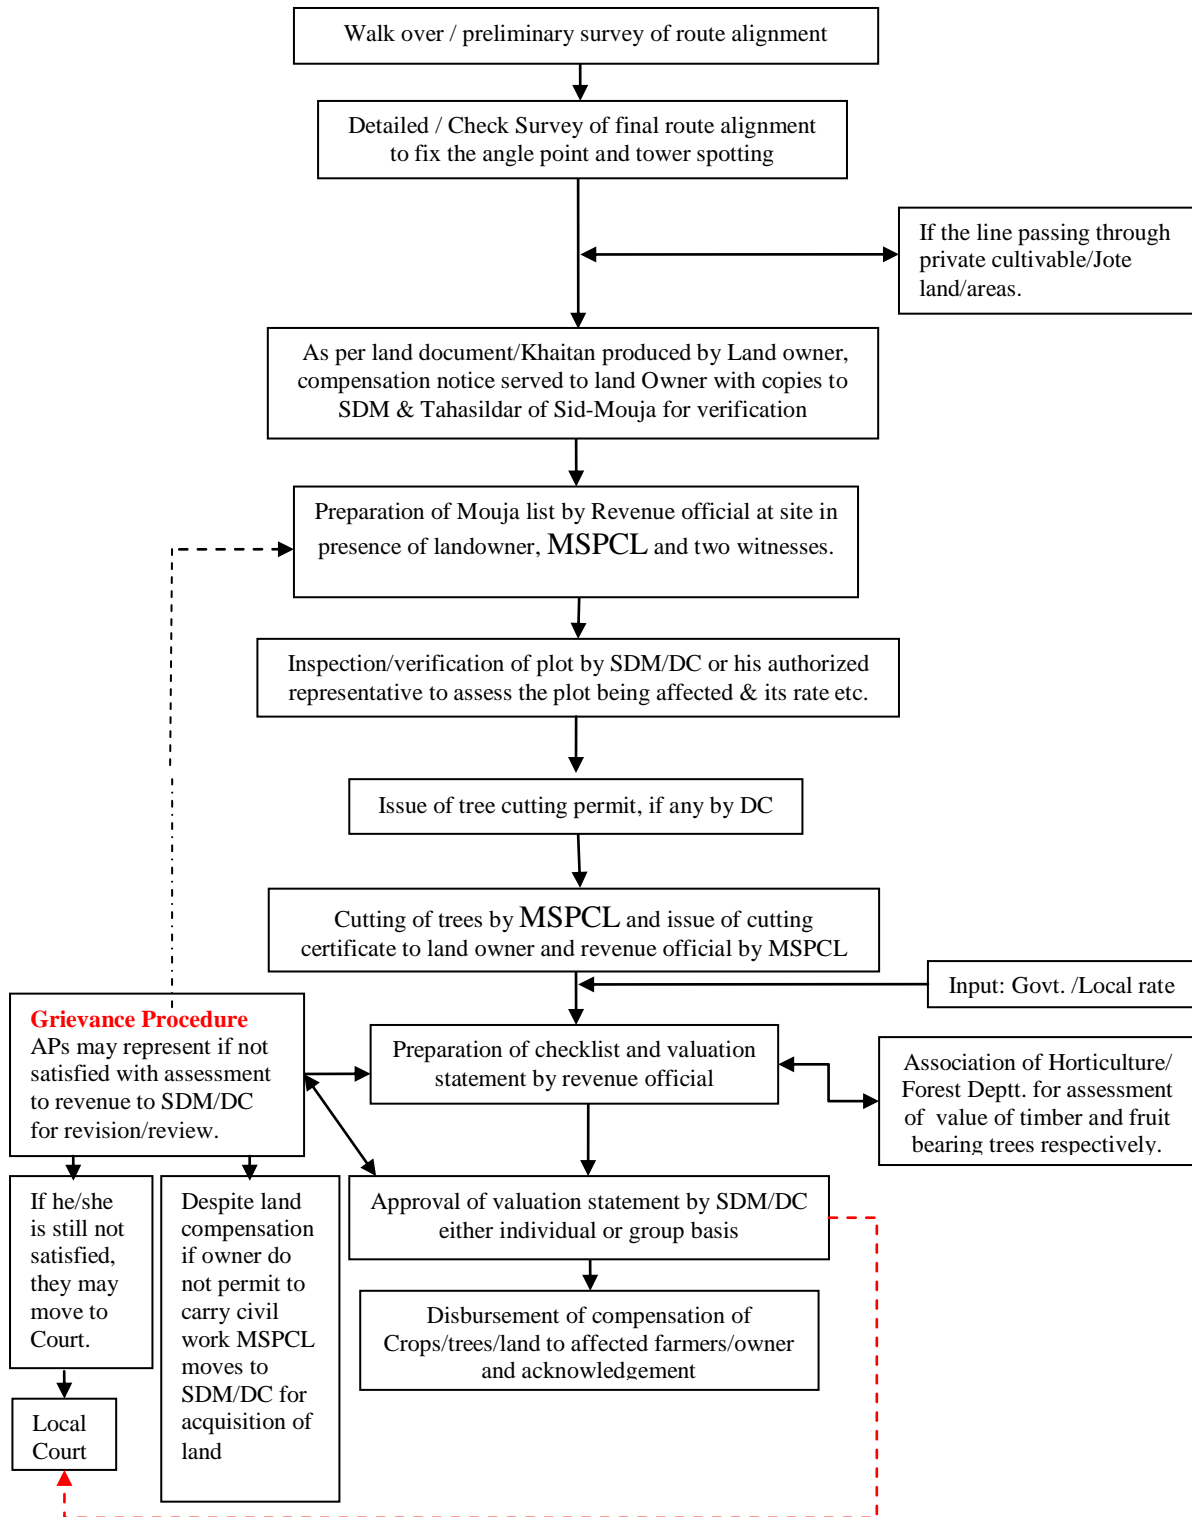 Walk over / preliminary survey of route alignment
Detailed / Check Survey of final route alignment
to fix the angle point and tower spotting
If the line passing through
private cultivable/Jote
land/areas.
As per land document/Khaitan produced by Land owner,
compensation notice served to land Owner with copies to
SDM & Tahasildar of Sid-Mouja for verification
Preparation of Mouja list by Revenue official at site in
presence of landowner, MSPCL and two witnesses.
Inspection/verification of plot by SDM/DC or his authorized
representative to assess the plot being affected & its rate etc.
Issue of tree cutting permit, if any by DC
Cutting of trees by MSPCL and issue of cutting
certificate to land owner and revenue official by MSPCL
Input: Govt. /Local rate
Grievance Procedure
APs may represent if not
satisfied with assessment
to revenue to SDM/DC
for revision/review.
Preparation of checklist and valuation
statement by revenue official
Association of Horticulture/
Forest Deptt. for assessment
of value of timber and fruit
bearing trees respectively.
If he/she
is still not
satisfied,
they may
move to
Court.
Despite land
compensation
if owner do
not permit to
carry civil
work MSPCL
moves to
SDM/DC for
acquisition of
land
Approval of valuation statement by SDM/DC
either individual or group basis
Disbursement of compensation of
Crops/trees/land to affected farmers/owner
and acknowledgement
Local
Court